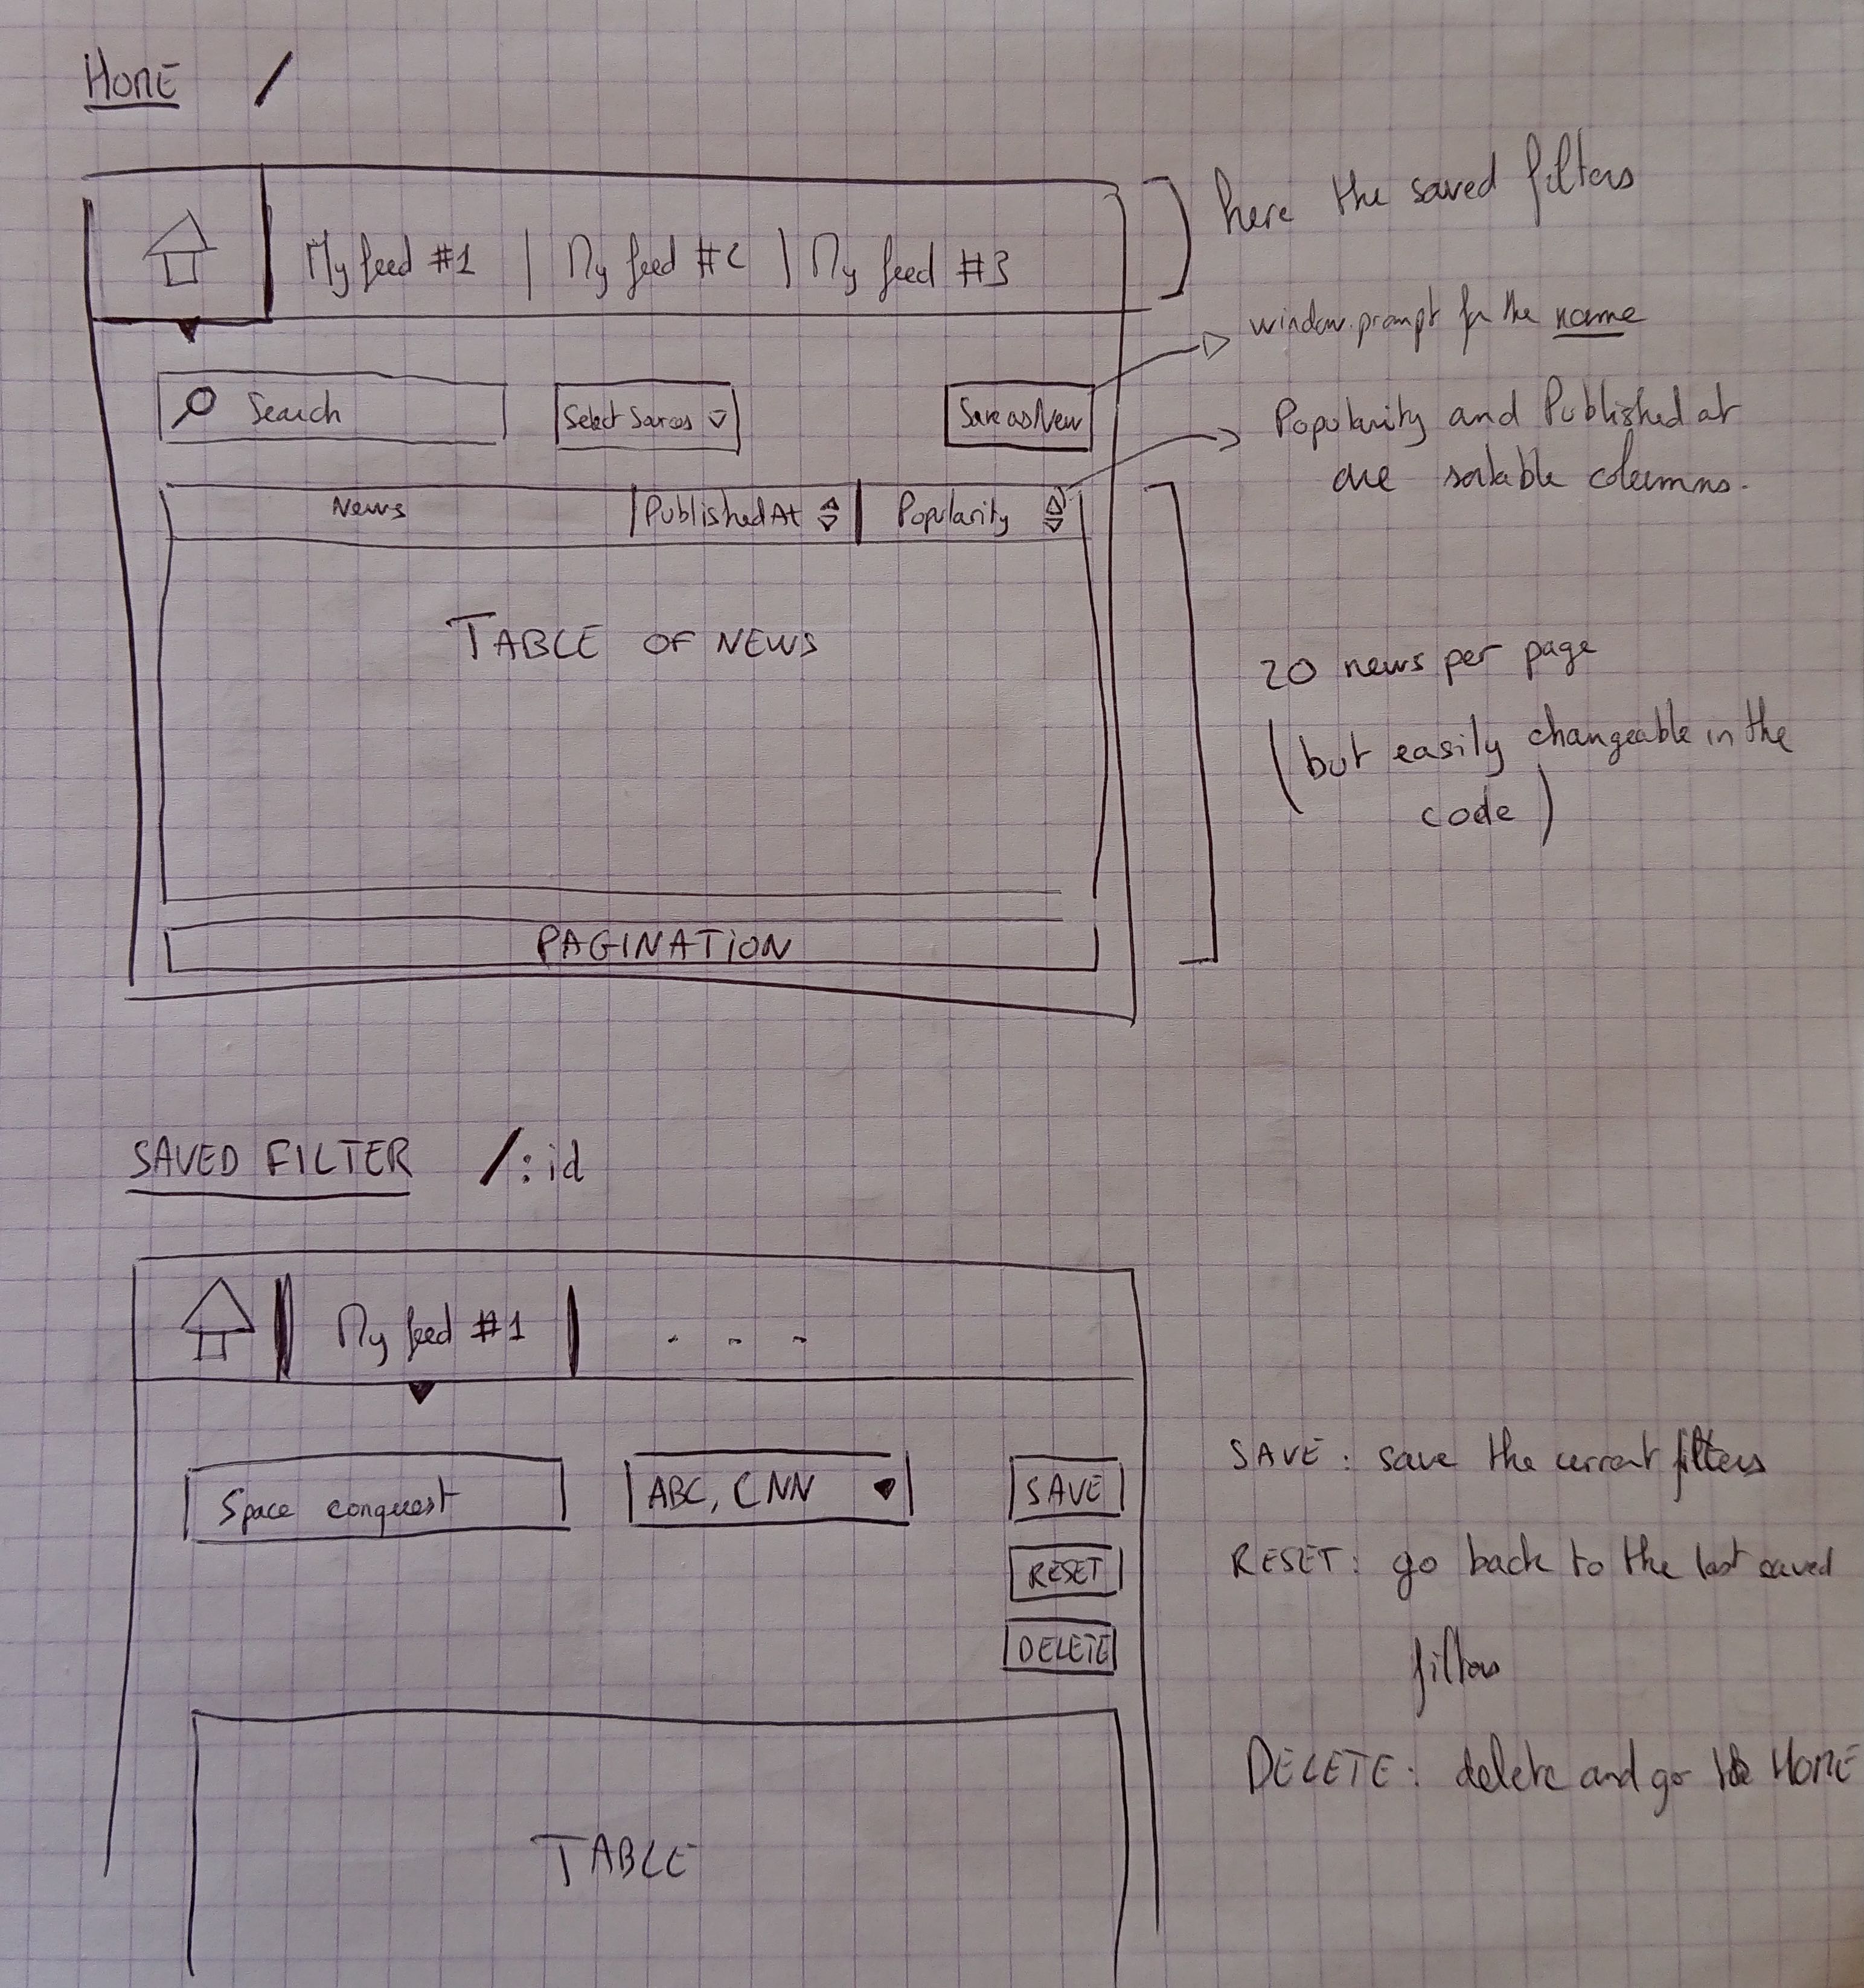 HOME /
here the saved filters
My feed #1 | My feed #2 | My feed #3
window.prompt for the name
Search
Select Sources
Save as New
Popularity and Published at
are sortable columns.
News
Published At
Popularity
TABLE OF NEWS
20 news per page
(but easily changeable in the
code)
PAGINATION
SAVED FILTER /:id
My feed #1 ...
Space conquest
ABC, CNN
SAVE
SAVE: save the current filters
RESET
RESET: go back to the last saved
filters
DELETE
DELETE: delete and go to HOME
TABLE